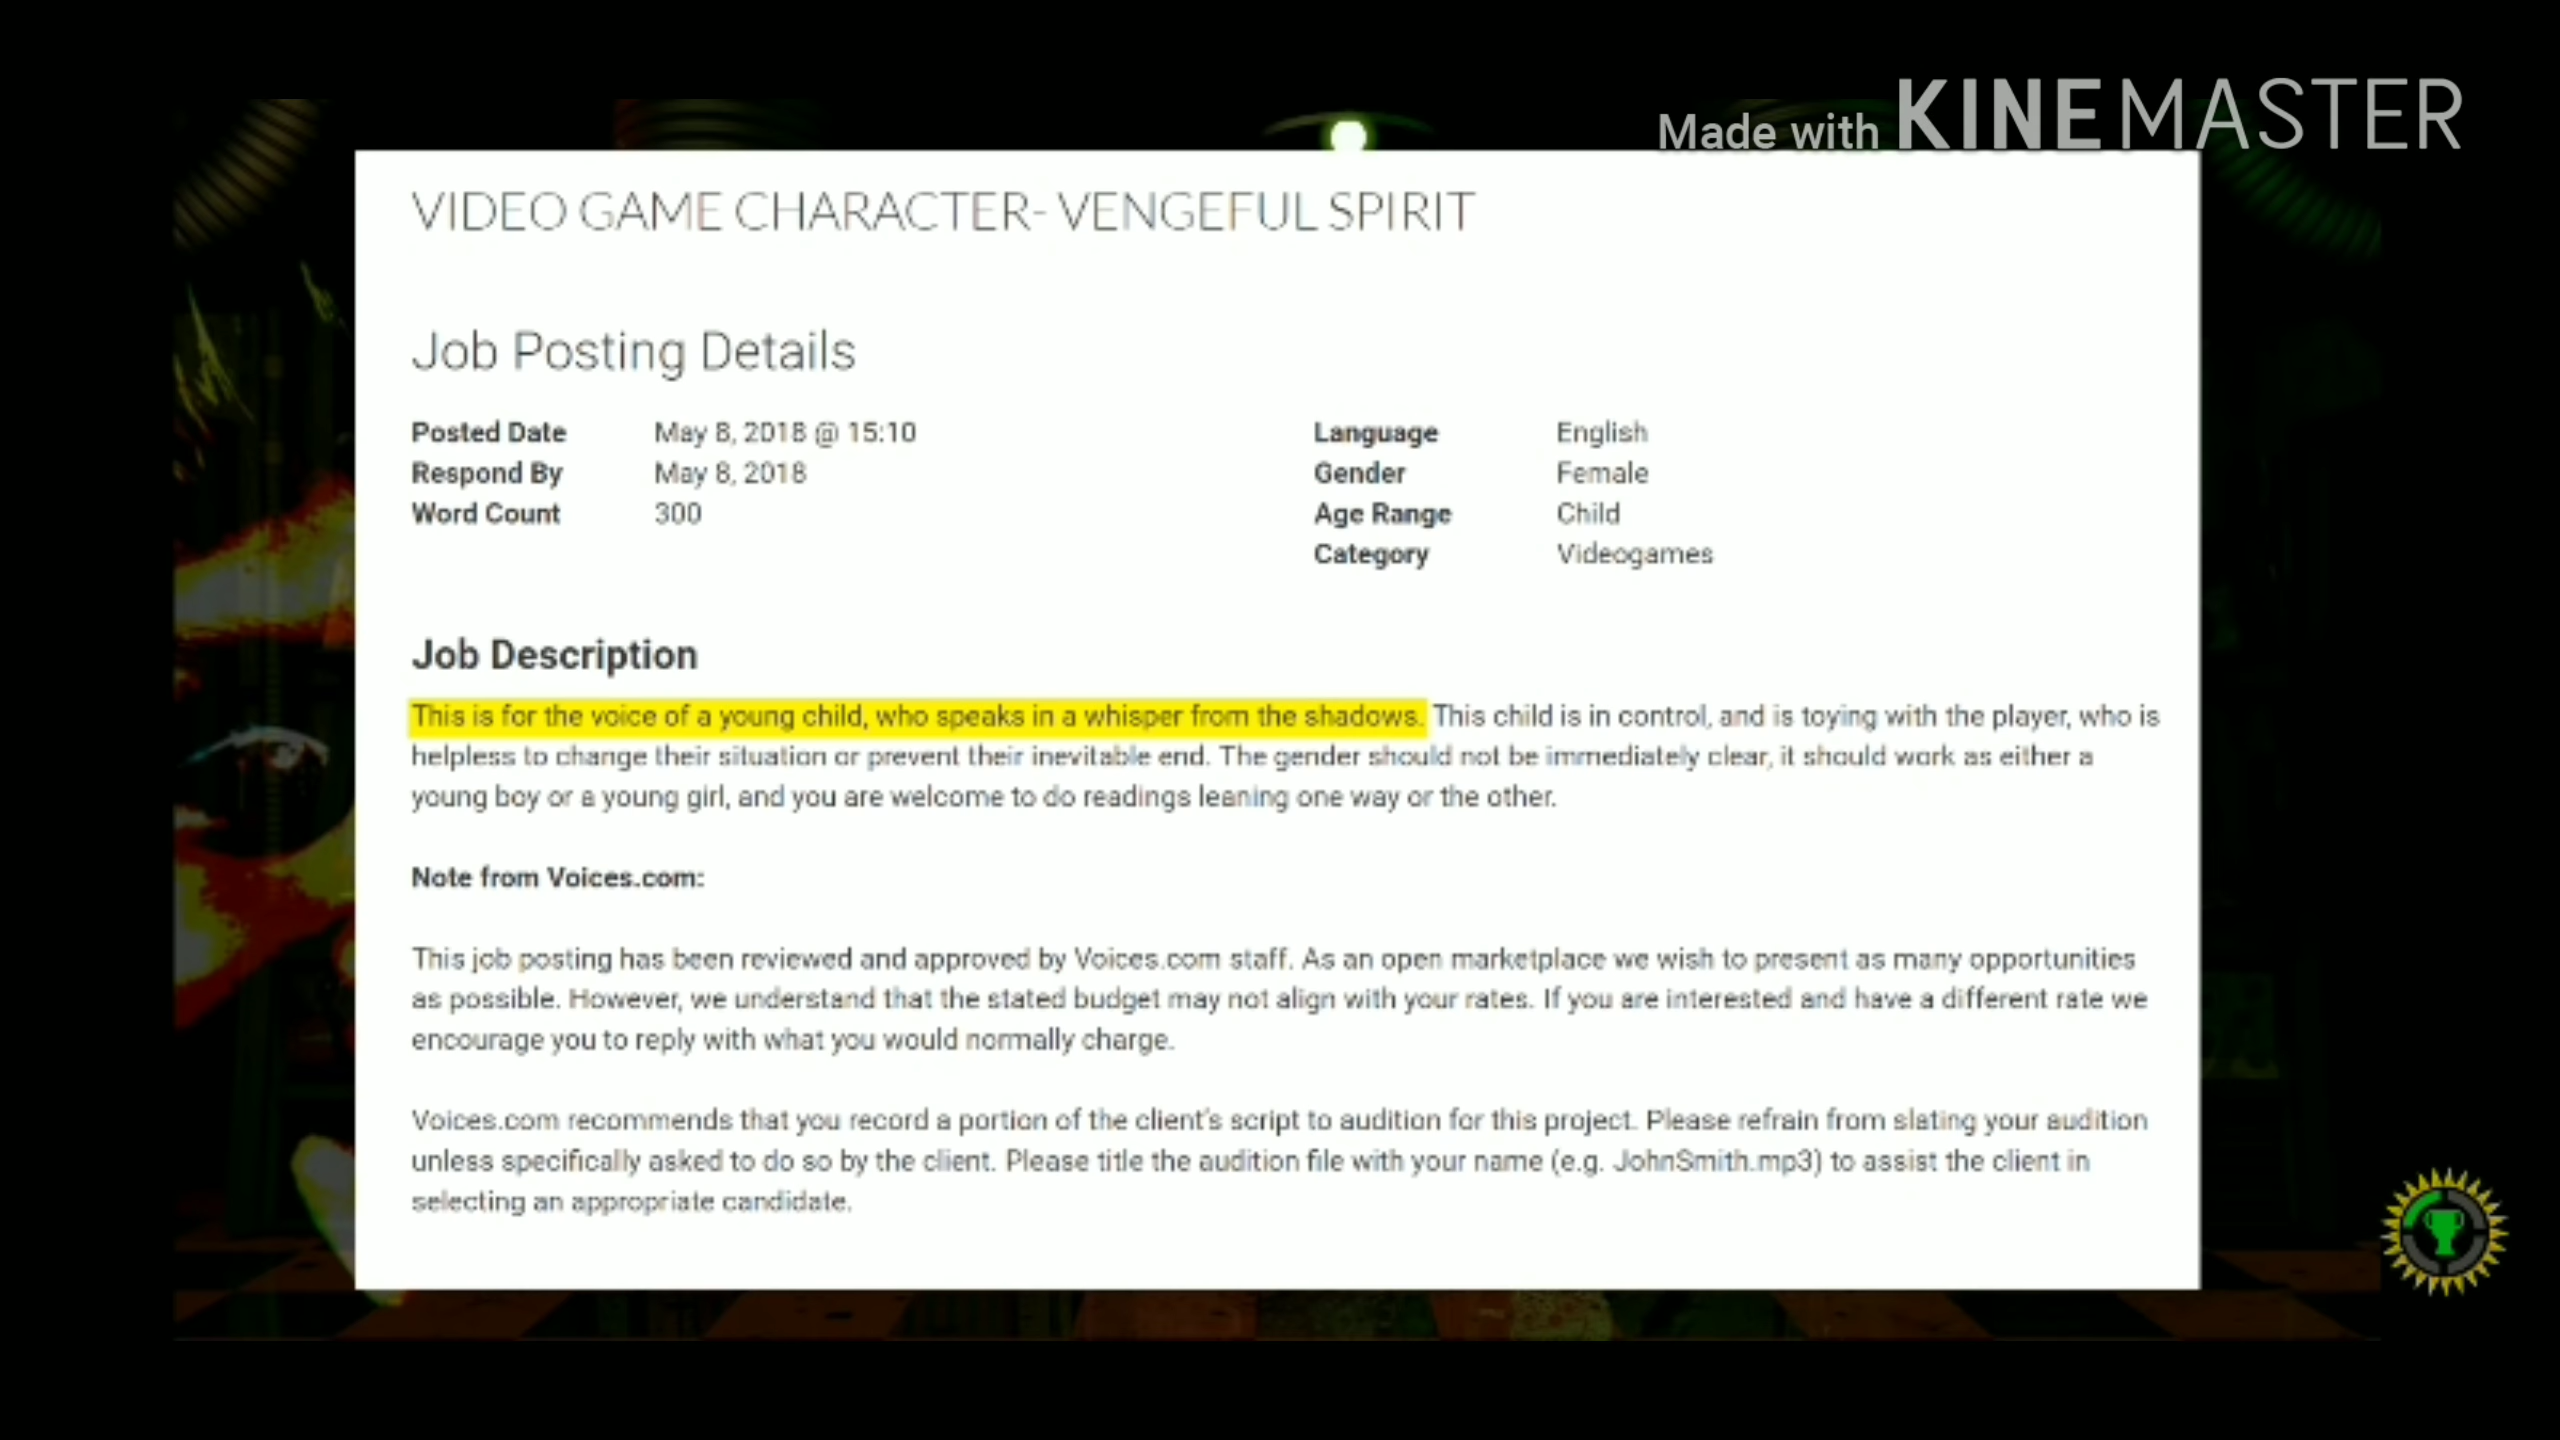 Made with KINEMASTER
VIDEO GAME CHARACTER- VENGEFUL SPIRIT
Job Posting Details
Posted Date May 8, 2018 @ 15:10
Respond By May 8, 2018
Word Count 300
Language English
Gender Female
Age Range Child
Category Videogames
Job Description
This is for the voice of a young child, who speaks in a whisper from the shadows. This child is in control, and is toying with the player, who is
helpless to change their situation or prevent their inevitable end. The gender should not be immediately clear, it should work as either a
young boy or a young girl, and you are welcome to do readings leaning one way or the other.
Note from Voices.com:
This job posting has been reviewed and approved by Voices.com staff. As an open marketplace we wish to present as many opportunities
as possible. However, we understand that the stated budget may not align with your rates. If you are interested and have a different rate we
encourage you to reply with what you would normally charge.
Voices.com recommends that you record a portion of the client's script to audition for this project. Please refrain from slating your audition
unless specifically asked to do so by the client. Please title the audition file with your name (e.g. JohnSmith.mp3) to assist the client in
selecting an appropriate candidate.